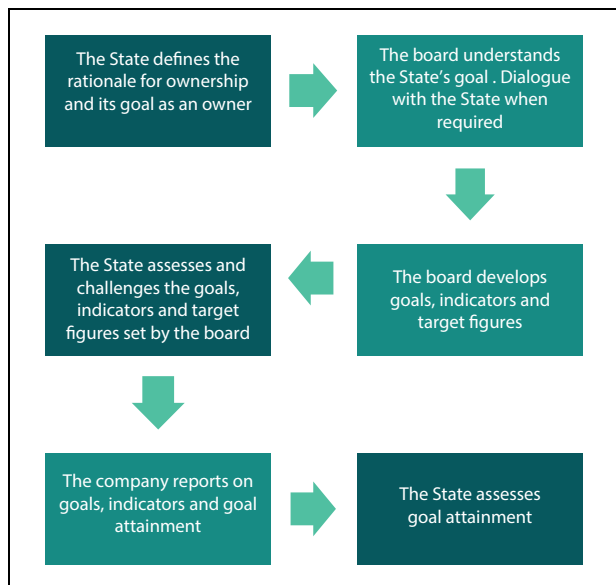 The State defines the
rationale for ownership
and its goal as an owner
The board understands
the State's goal . Dialogue
with the State when
required
The State assesses and
challenges the goals,
indicators and target
figures set by the board
The board develops
goals, indicators and
target figures
The company reports on
goals, indicators and goal
attainment
The State assesses
goal attainment